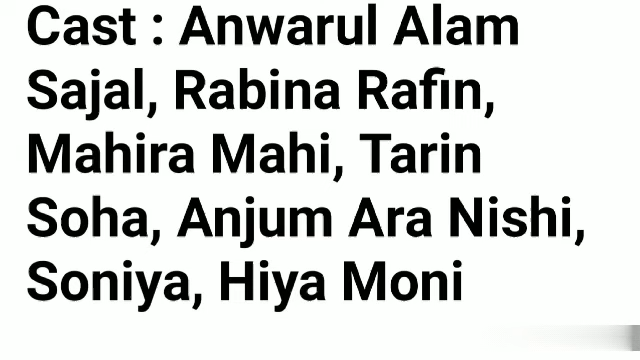 Cast : Anwarul Alam
Sajal, Rabina Rafin,
Mahira Mahi, Tarin
Soha, Anjum Ara Nishi,
Soniya, Hiya Moni